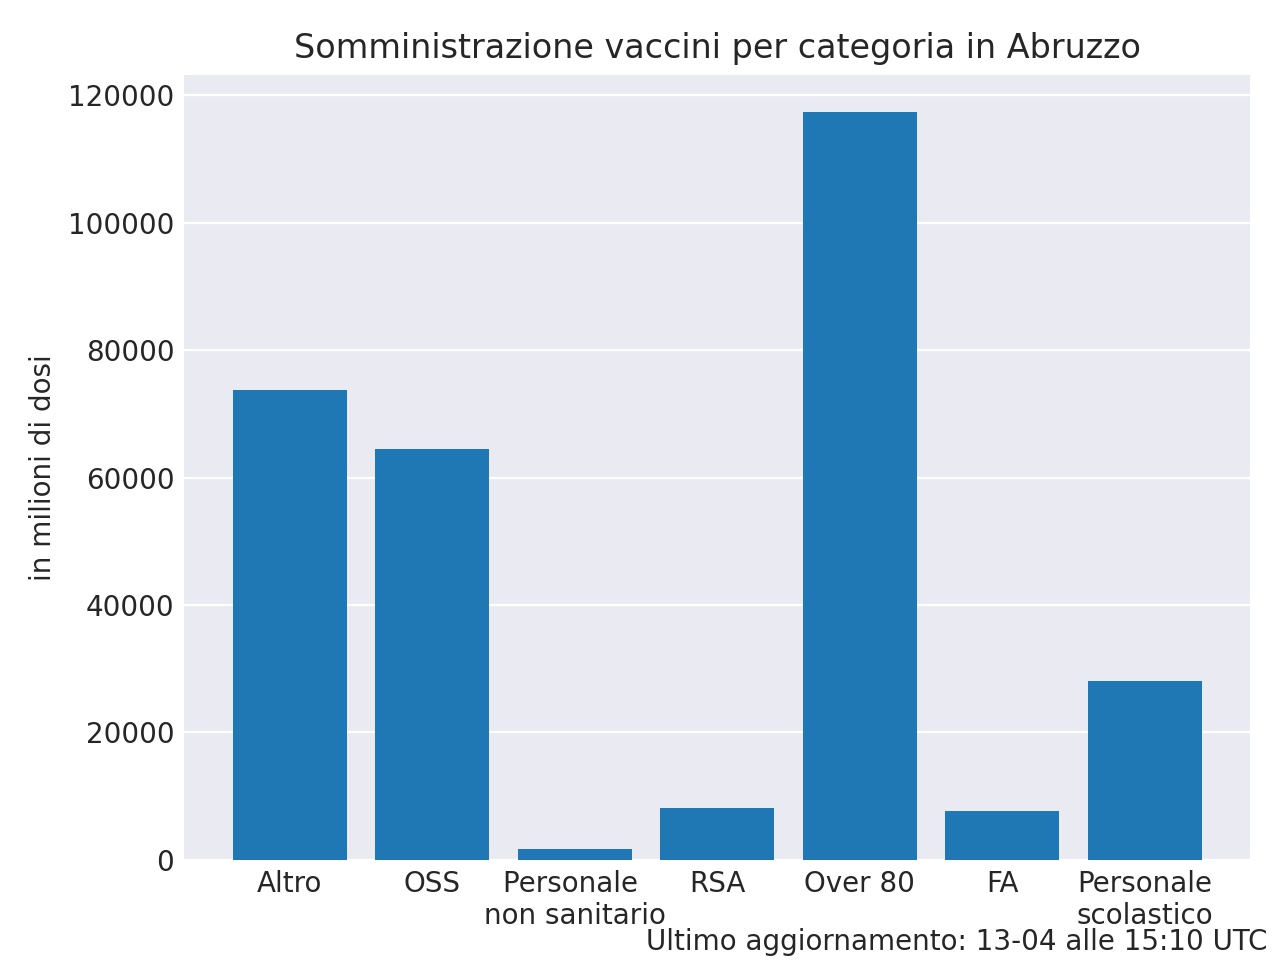 Somministrazione vaccini per categoria in Abruzzo
in milioni di dosi
120000
100000
80000
60000
40000
20000
0
Altro
OSS
Personale
non sanitario
RSA
Over 80
FA
Personale
scolastico
Ultimo aggiornamento: 13-04 alle 15:10 UTC